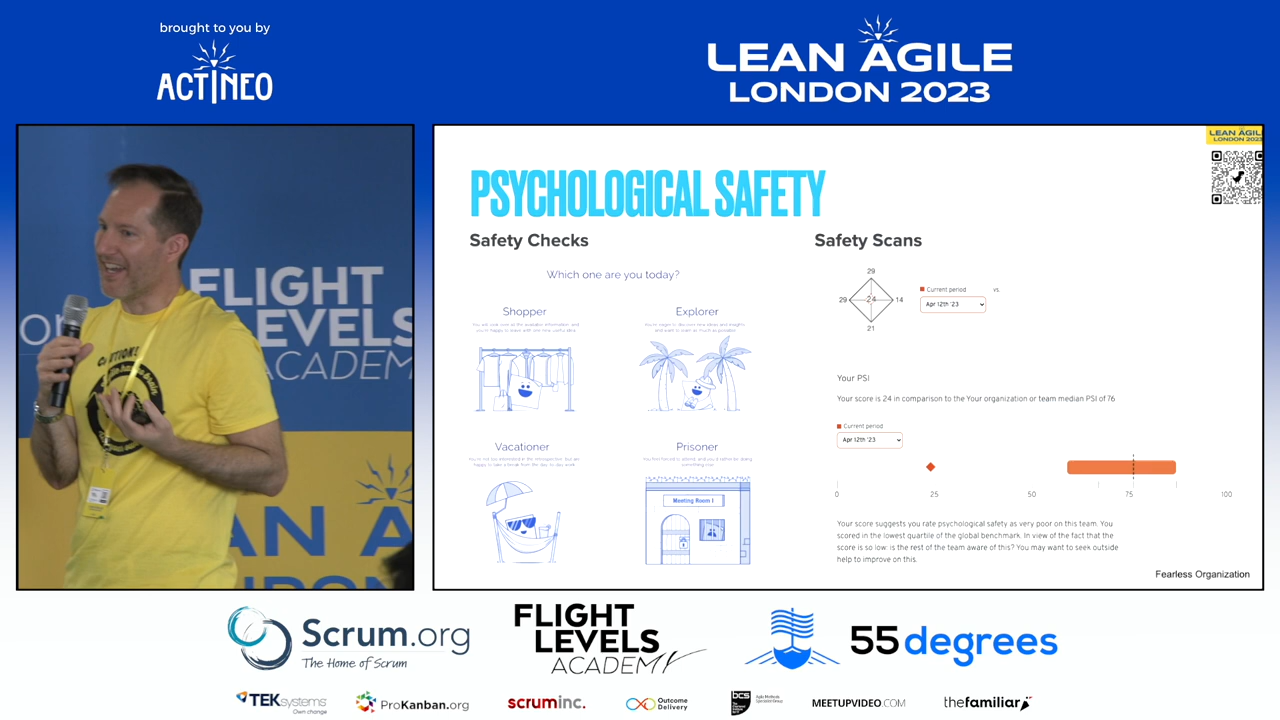 brought to you by
ACTINEO
LEAN AGILE
LONDON 2023
FLIGHT
LEVELS
ACADEM
CAUTION!
AN A
PSYCHOLOGICAL SAFETY
LEAN AGIL
LONDON 2023
Safety Checks
Which one are you today?
Shopper
Explorer
Vacationer
Prisoner
Meeting Room 1
Safety Scans
29
29
24
14
21
Current period
vs.
Apr 12th '23
Your PSI
Your score is 24 in comparison to the Your organization or team median PSI of 76
Current period
Apr 12th '23
0 25 50 75 100
Your score suggests you rate psychological safety as very poor on this team. You
scored in the lowest quartile of the global benchmark. In view of the fact that the
score is so low: is the rest of the team aware of this? You may want to seek outside
help to improve on this.
Fearless Organization
Scrum.org
The Home of Scrum
FLIGHT
LEVELS
ACADEMY
55 degrees
TEKsystems
Own change
ProKanban.org
scruminc.
Outcome
Delivery
bcs
MEETUPVIDEO.COM
thefamiliar